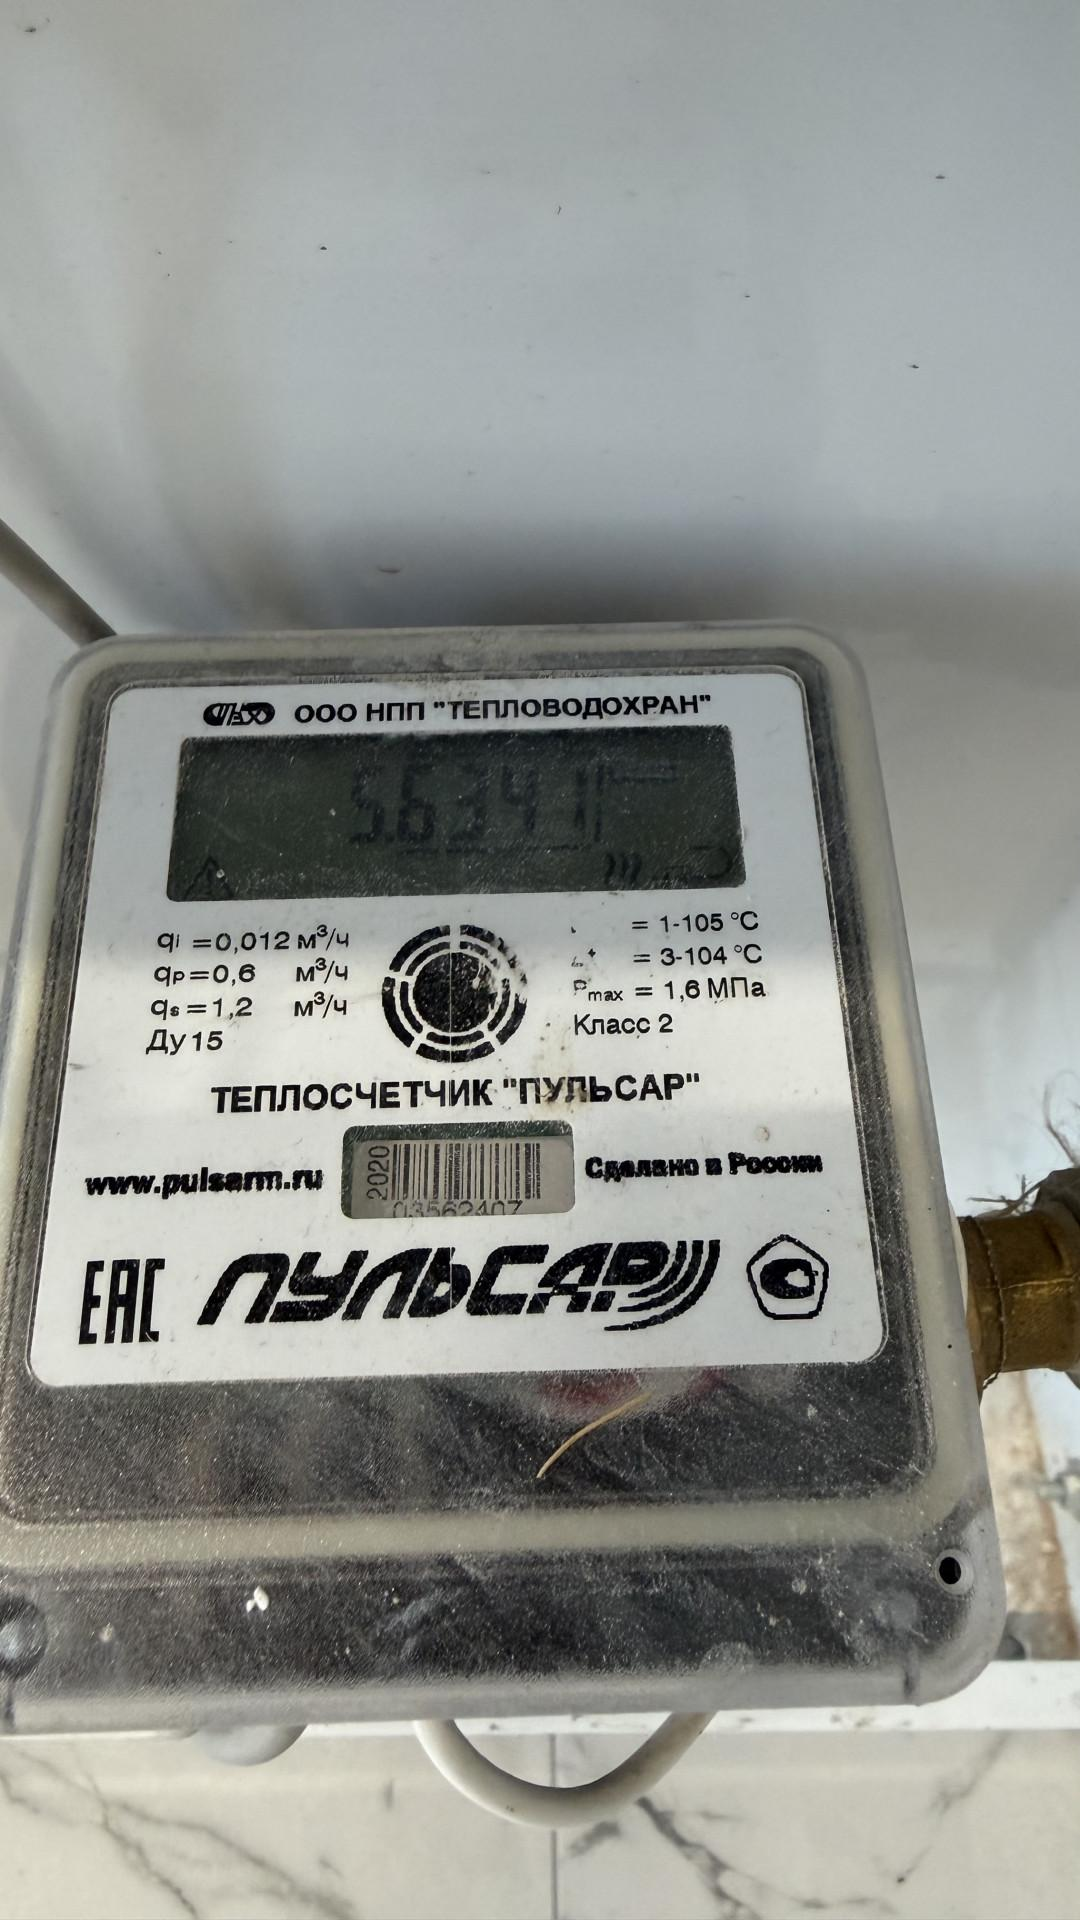 ООО НПП "ТЕПЛОВОДОХРАН"
5.6341
qi =0,012 м³/ч
qp=0,6 м³/ч
qs=1,2 м³/ч
Ду 15
= 1-105 °C
= 3-104 °C
Pmax = 1,6 МПа
Класс 2
ТЕПЛОСЧЕТЧИК "ПУЛЬСАР"
www.pulsarm.ru
2020
03562407
Сделано в России
ЕАС
ПУЛЬСАР